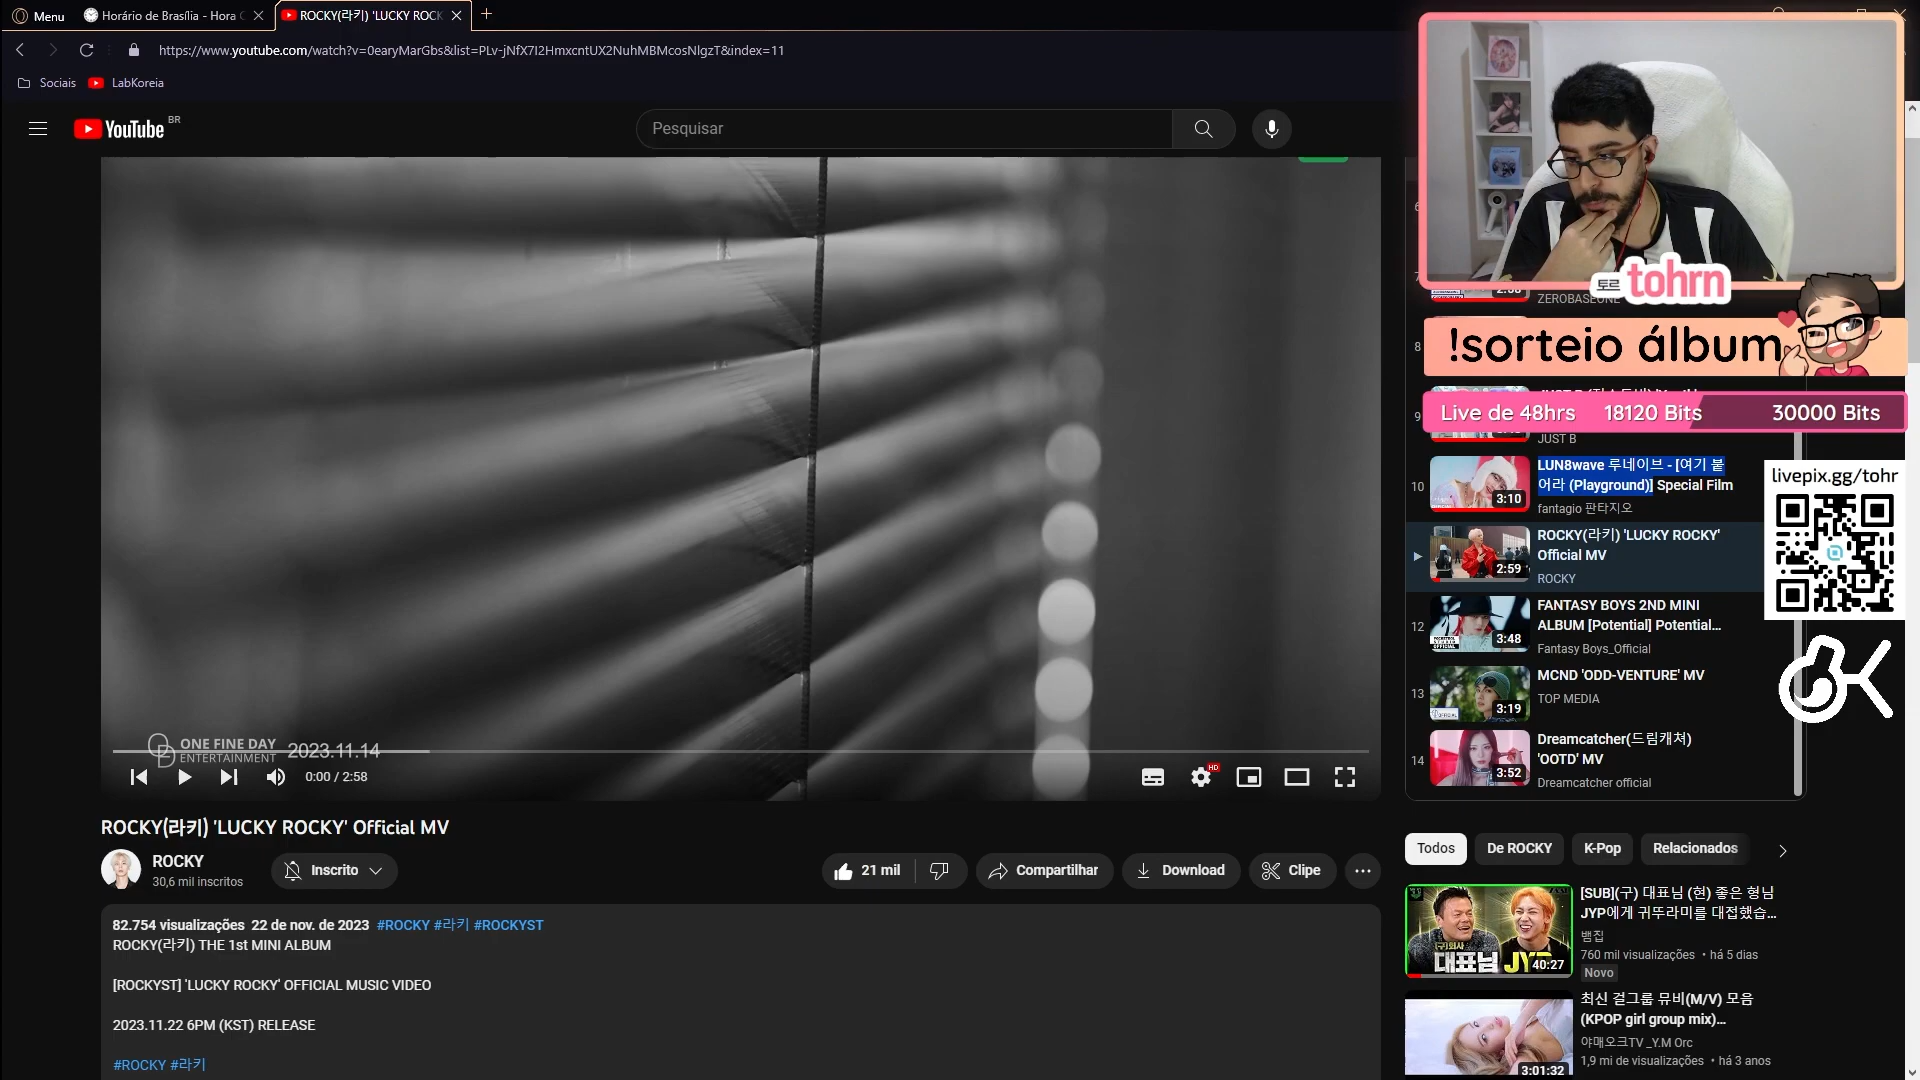 Menu
Horário de Brasília - Hora
ROCKY(라키) 'LUCKY ROCK
https://www.youtube.com/watch?v=0earyMarGbs&list=PLv-jNfX7I2HmxcntUX2NuhMBMcosNlgzT&index=11
Sociais
LabKoreia
YouTube BR
Pesquisar
토르 tohrn
ZEROBASEONE
!sorteio álbum
Live de 48hrs 18120 Bits 30000 Bits
JUST B
livepix.gg/tohr
10
LUN8wave 루네이브 - [여기 붙
어라 (Playground)] Special Film
3:10
fantagio 판타지오
ROCKY(라키) 'LUCKY ROCKY'
Official MV
2:59
ROCKY
12
FANTASY BOYS 2ND MINI
ALBUM [Potential] Potential...
3:48
Fantasy Boys_Official
13
MCND 'ODD-VENTURE' MV
TOP MEDIA
3:19
OK
14
Dreamcatcher(드림캐쳐)
'OOTD' MV
3:52
Dreamcatcher official
ONE FINE DAY
ENTERTAINMENT
2023.11.14
0:00 / 2:58
HD
ROCKY(라키) 'LUCKY ROCKY' Official MV
ROCKY
30,6 mil inscritos
Inscrito
21 mil
Compartilhar
Download
Clipe
82.754 visualizações 22 de nov. de 2023 #ROCKY #라키 #ROCKYST
ROCKY(라키) THE 1st MINI ALBUM
[ROCKYST] 'LUCKY ROCKY' OFFICIAL MUSIC VIDEO
2023.11.22 6PM (KST) RELEASE
#ROCKY #라키
Todos
De ROCKY
K-Pop
Relacionados
[SUB](구) 대표님 (현) 좋은 형님
JYP에게 귀뚜라미를 대접했습...
뱀집
760 mil visualizações • há 5 dias
Novo
대표님 JYP
40:27
최신 걸그룹 뮤비(M/V) 모음
(KPOP girl group mix)...
야매오크TV _Y.M Orc
1,9 mi de visualizações • há 3 anos
3:01:32